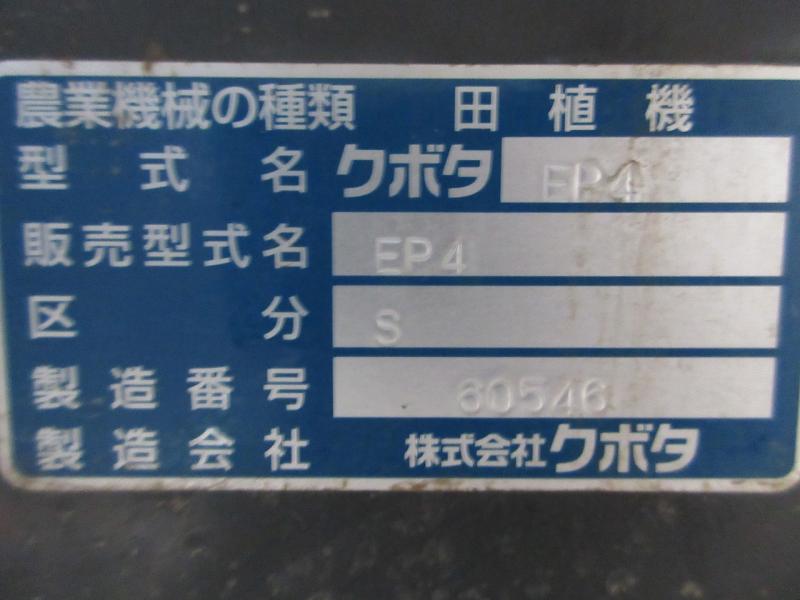 農業機械の種類 田植機
型式名 クボタ EP4
販売型式名 EP4
区分 S
製造番号 60546
製造会社 株式会社クボタ